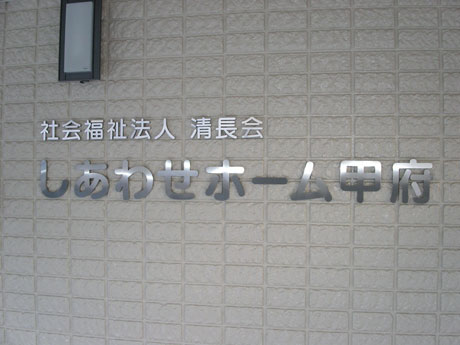 社会福祉法人 清長会
しあわせホーム甲府